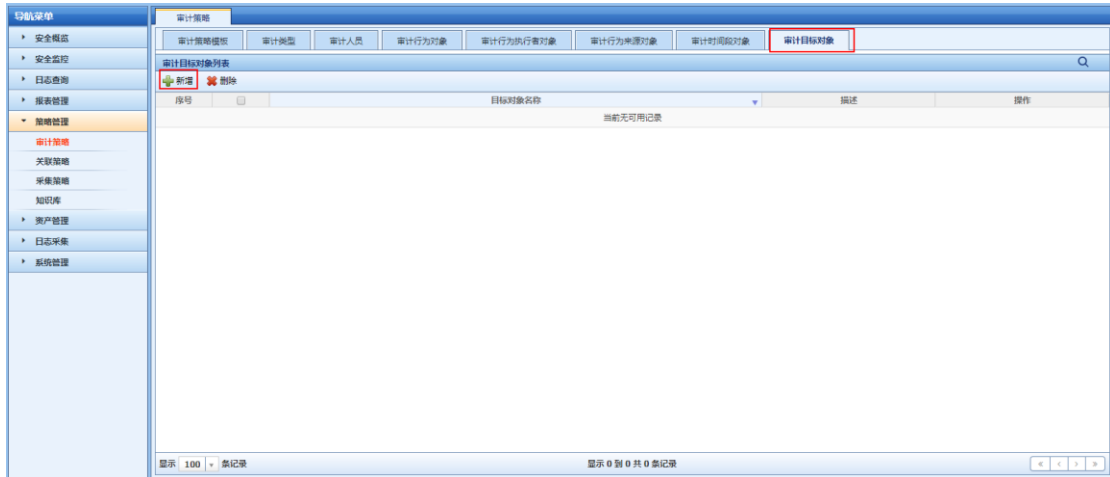 导航菜单
安全概览
安全监控
日志查询
报表管理
策略管理
审计策略
关联策略
采集策略
知识库
资产管理
日志采集
系统管理
审计策略
审计策略模板 审计类型 审计人员 审计行为对象 审计行为执行者对象 审计行为来源对象 审计时间段对象 审计目标对象
审计目标对象列表
新增 删除
序号 目标对象名称 描述 操作
当前无可用记录
显示 100 条记录 显示 0 到 0 共 0 条记录